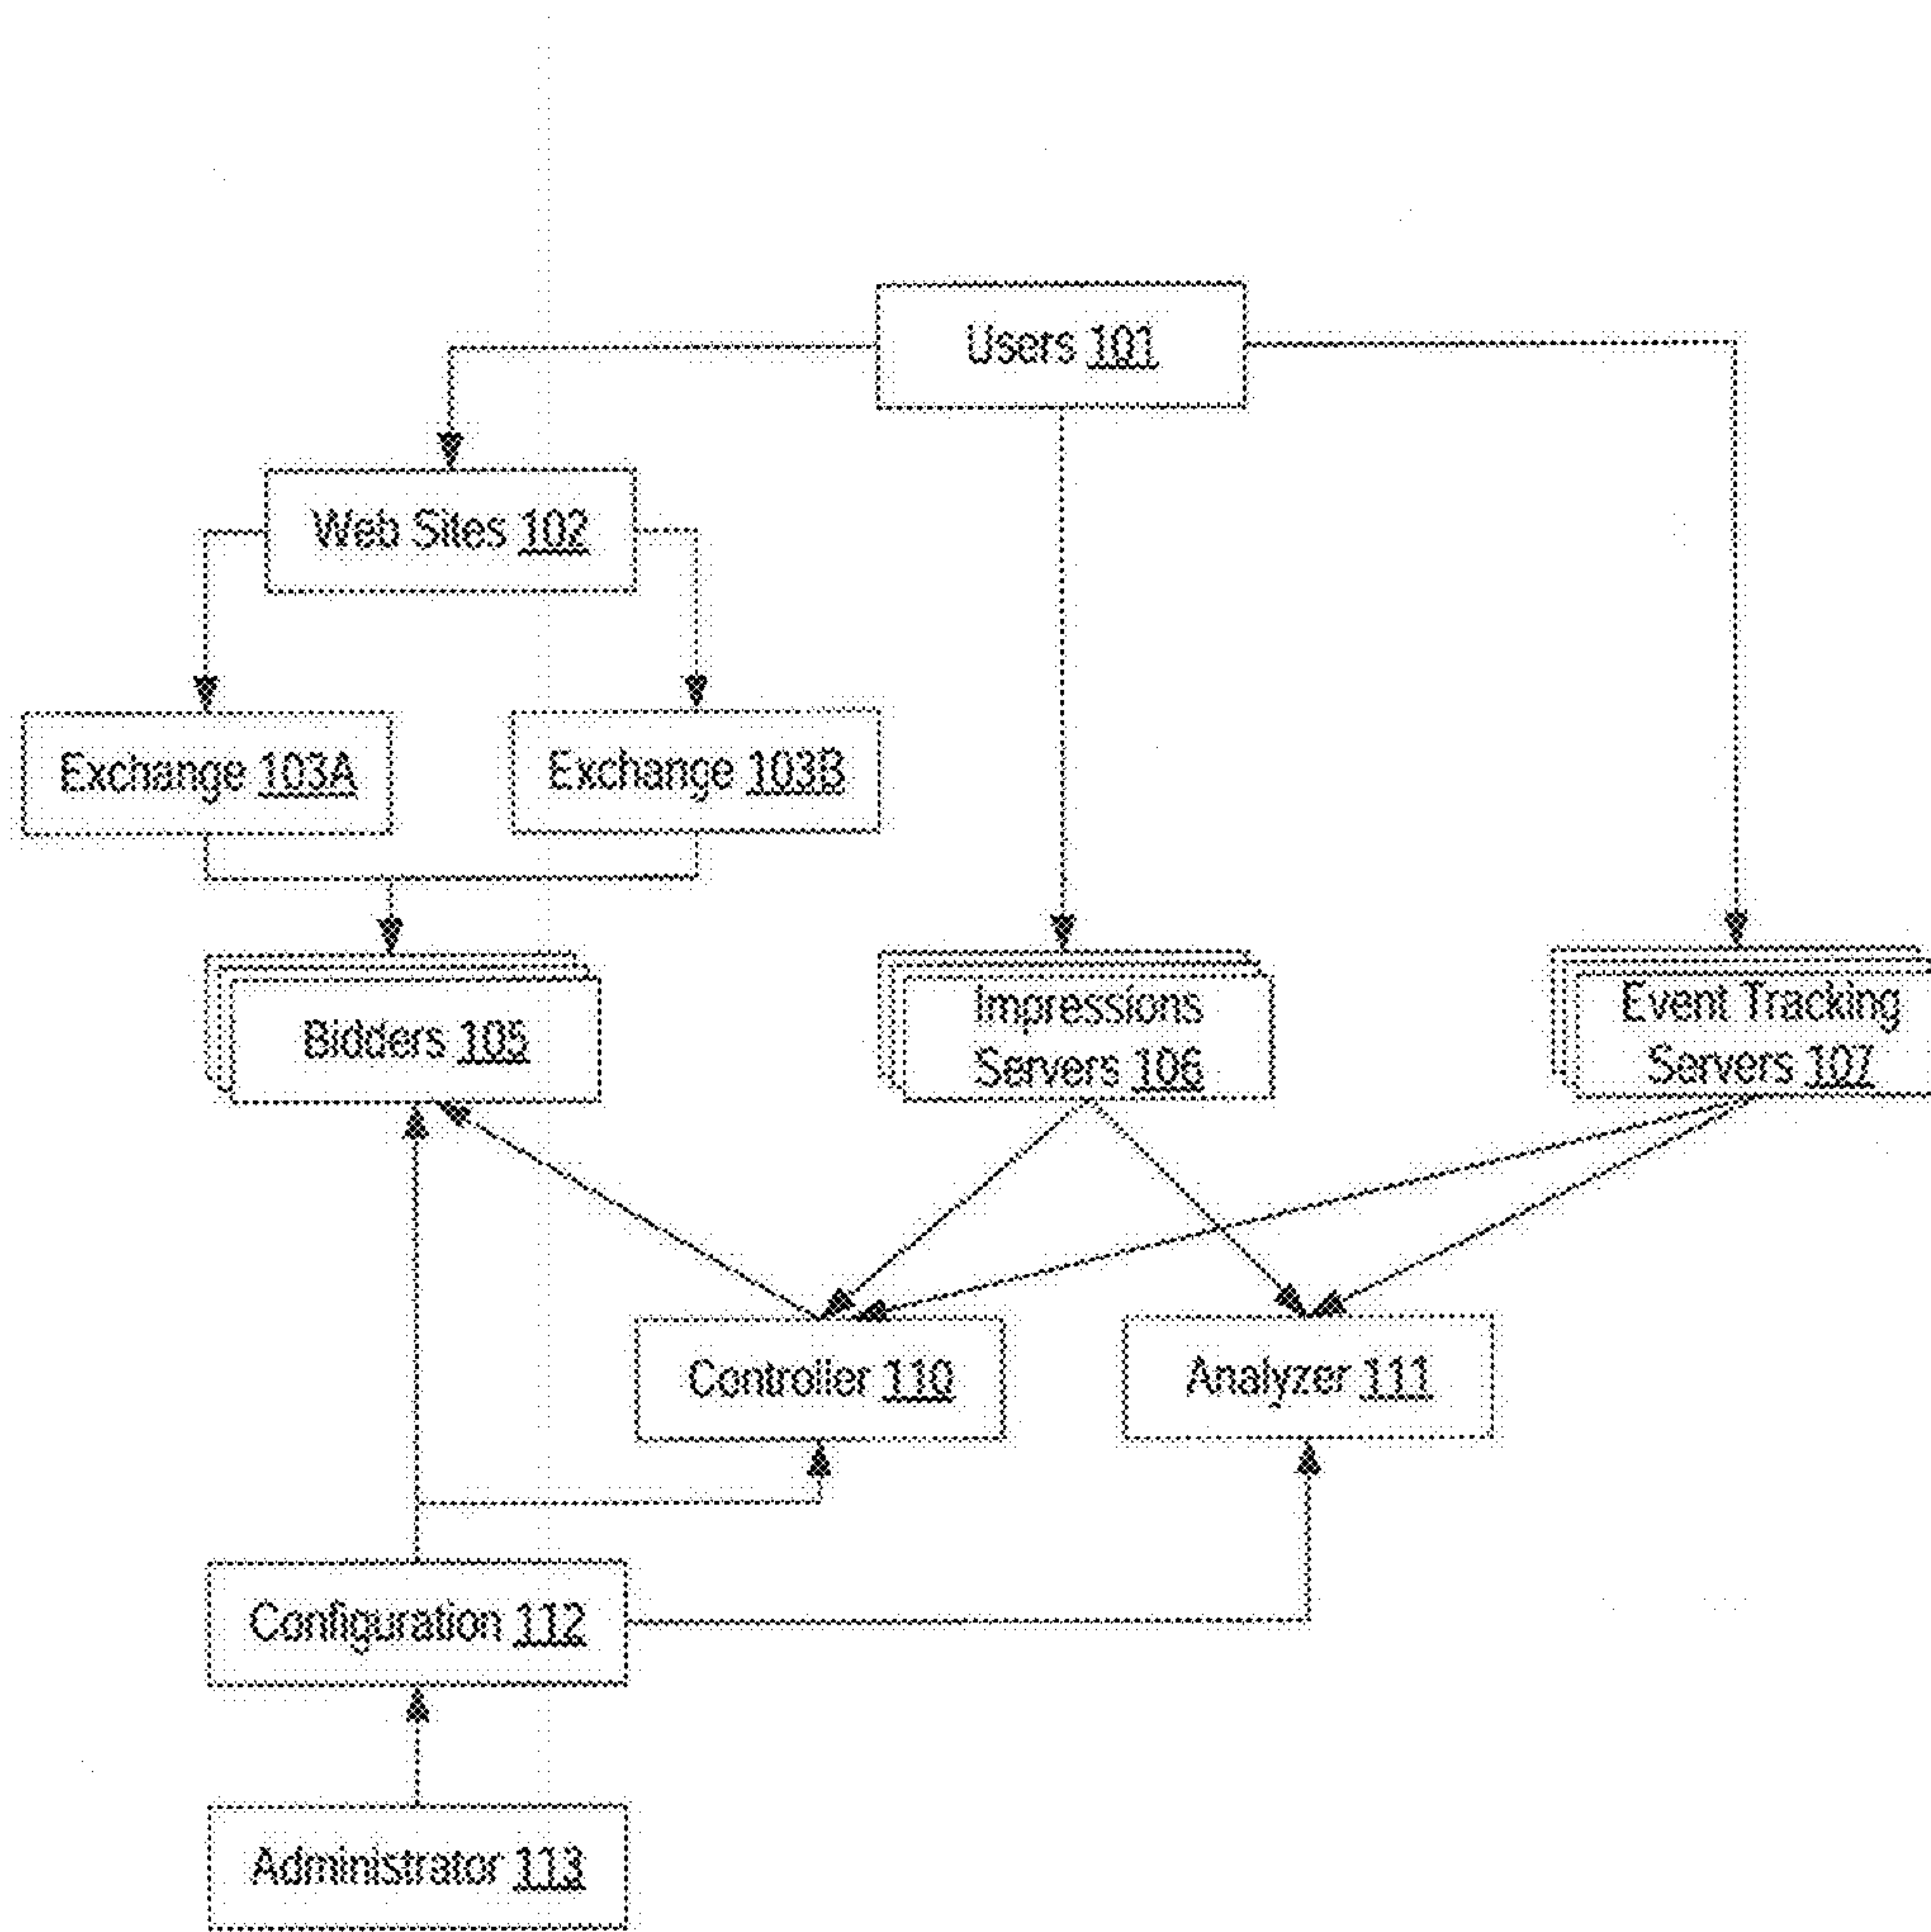 Users 101
Web Sites 102
Exchange 103A
Exchange 103B
Bidders 105
Impressions
Servers 106
Event Tracking
Servers 107
Controller 110
Analyzer 111
Configuration 112
Administrator 113